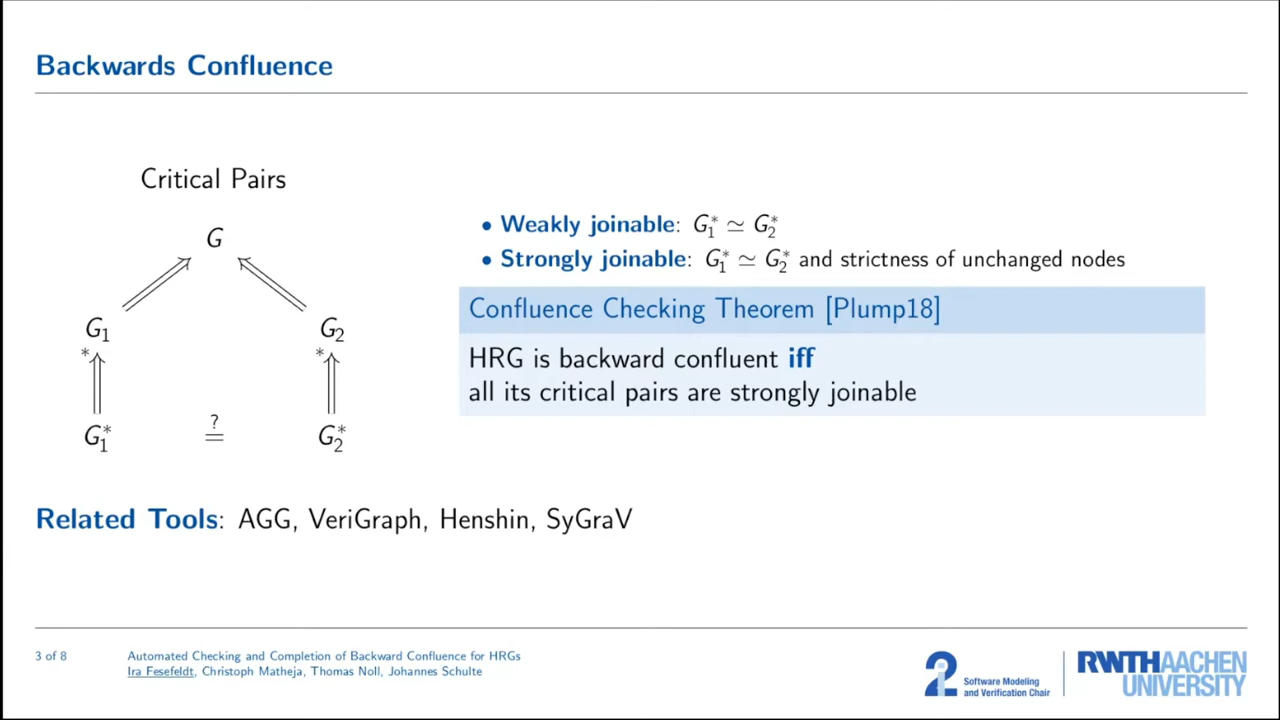 Backwards Confluence
Critical Pairs
G
G₁ G₂
* *
G₁* ?= G₂*
• Weakly joinable: G₁* ≃ G₂*
• Strongly joinable: G₁* ≃ G₂* and strictness of unchanged nodes
Confluence Checking Theorem [Plump18]
HRG is backward confluent iff
all its critical pairs are strongly joinable
Related Tools: AGG, VeriGraph, Henshin, SyGraV
3 of 8
Automated Checking and Completion of Backward Confluence for HRGs
Ira Fesefeldt, Christoph Matheja, Thomas Noll, Johannes Schulte
2
Software Modeling
and Verification Chair
RWTHAACHEN
UNIVERSITY